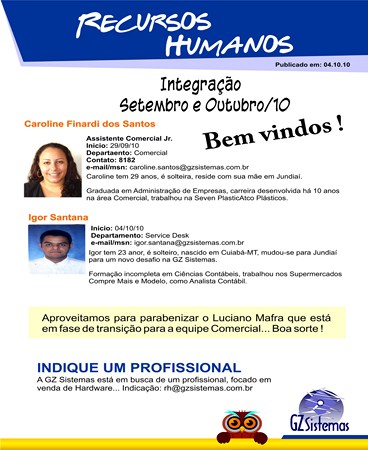 RECURSOS
HUMANOS
Publicado em: 04.10.10
Integração
Setembro e Outubro/10
Bem vindos !
Caroline Finardi dos Santos
Assistente Comercial Jr.
Início: 29/09/10
Departaento: Comercial
Contato: 8182
e-mail/msn: caroline.santos@gzsistemas.com.br
Caroline tem 29 anos, é solteira, reside com sua mãe em Jundiaí.
Graduada em Administração de Empresas, carreira desenvolvida há 10 anos
na área Comercial, trabalhou na Seven PlasticAtco Plásticos.
Igor Santana
Início: 04/10/10
Departamento: Service Desk
e-mail/msn: igor.santana@gzsistemas.com.br
Igor tem 23 anor, é solteiro, nascido em Cuiabá-MT, mudou-se para Jundiaí
para um novo desafio na GZ Sistemas.
Formação incompleta em Ciências Contábeis, trabalhou nos Supermercados
Compre Mais e Modelo, como Analista Contábil.
Aproveitamos para parabenizar o Luciano Mafra que está
em fase de transição para a equipe Comercial... Boa sorte !
INDIQUE UM PROFISSIONAL
A GZ Sistemas está em busca de um profissional, focado em
venda de Hardware... Indicação: rh@gzsistemas.com.br
GZ Sistemas